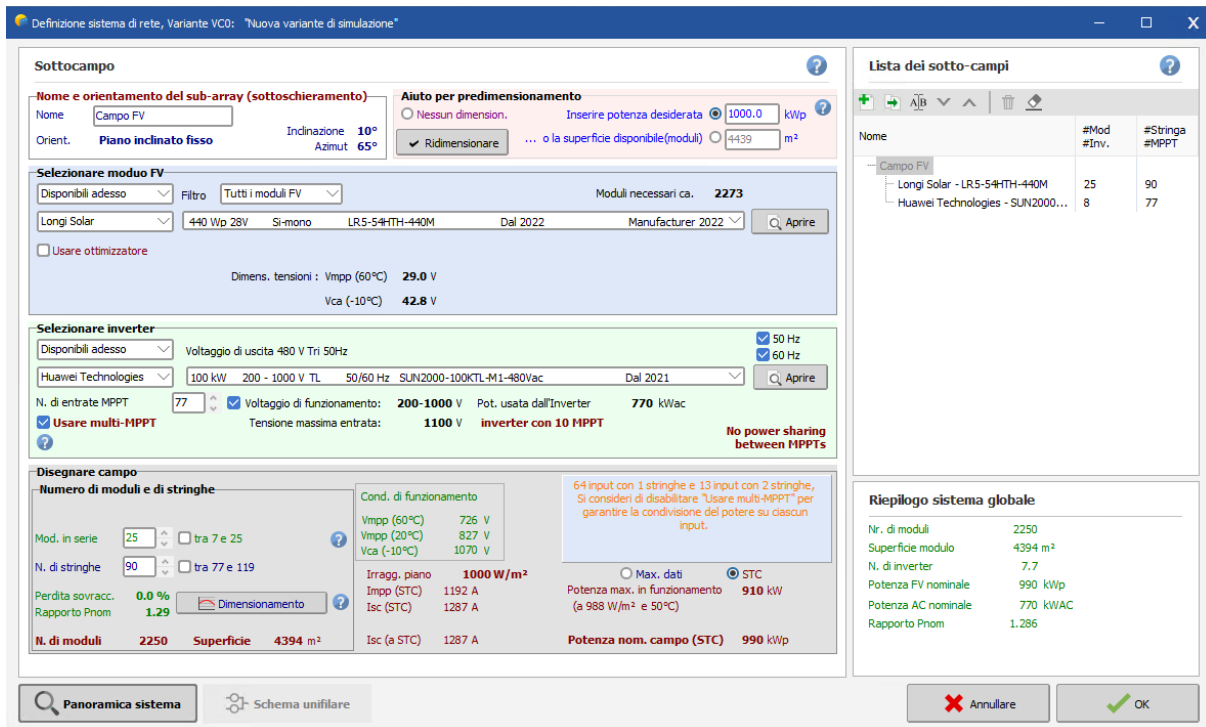 Definizione sistema di rete, Variante VC0: "Nuova variante di simulazione"
Sottocampo
Nome e orientamento del sub-array (sottoschieramento)
Nome Campo FV
Orient. Piano inclinato fisso
Inclinazione 10°
Azimut 65°
Aiuto per predimensionamento
Nessun dimension. Inserire potenza desiderata 1000.0 kWp
Ridimensionare ... o la superficie disponibile(moduli) 4439 m²
Selezionare moduo FV
Disponibili adesso Filtro Tutti i moduli FV Moduli necessari ca. 2273
Longi Solar 440 Wp 28V Si-mono LR5-54HTH-440M Dal 2022 Manufacturer 2022 Aprire
Usare ottimizzatore
Dimens. tensioni : Vmpp (60°C) 29.0 V
Vca (-10°C) 42.8 V
Selezionare inverter
Disponibili adesso Voltaggio di uscita 480 V Tri 50Hz
50 Hz
60 Hz
Huawei Technologies 100 kW 200 - 1000 V TL 50/60 Hz SUN2000-100KTL-M1-480Vac Dal 2021 Aprire
N. di entrate MPPT 77 Voltaggio di funzionamento: 200-1000 V Pot. usata dall'Inverter 770 kWac
Usare multi-MPPT Tensione massima entrata: 1100 V inverter con 10 MPPT
No power sharing
between MPPTs
Disegnare campo
Numero di moduli e di stringhe
Mod. in serie 25 tra 7 e 25
N. di stringhe 90 tra 77 e 119
Perdita sovracc. 0.0 %
Rapporto Pnom 1.29
Dimensionamento
N. di moduli 2250 Superficie 4394 m²
Cond. di funzionamento
Vmpp (60°C) 726 V
Vmpp (20°C) 827 V
Vca (-10°C) 1070 V
64 input con 1 stringhe e 13 input con 2 stringhe,
Si consideri di disabilitare "Usare multi-MPPT" per
garantire la condivisione del potere su ciascun
input.
Irragg. piano 1000 W/m²
Impp (STC) 1192 A
Isc (STC) 1287 A
Isc (a STC) 1287 A
Max. dati STC
Potenza max. in funzionamento 910 kW
(a 988 W/m² e 50°C)
Potenza nom. campo (STC) 990 kWp
Lista dei sotto-campi
Nome #Mod #Stringa
#Inv. #MPPT
Campo FV
Longi Solar - LR5-54HTH-440M 25 90
Huawei Technologies - SUN2000... 8 77
Riepilogo sistema globale
Nr. di moduli 2250
Superficie modulo 4394 m²
N. di inverter 7.7
Potenza FV nominale 990 kWp
Potenza AC nominale 770 kWAC
Rapporto Pnom 1.286
Panoramica sistema Schema unifilare Annullare OK